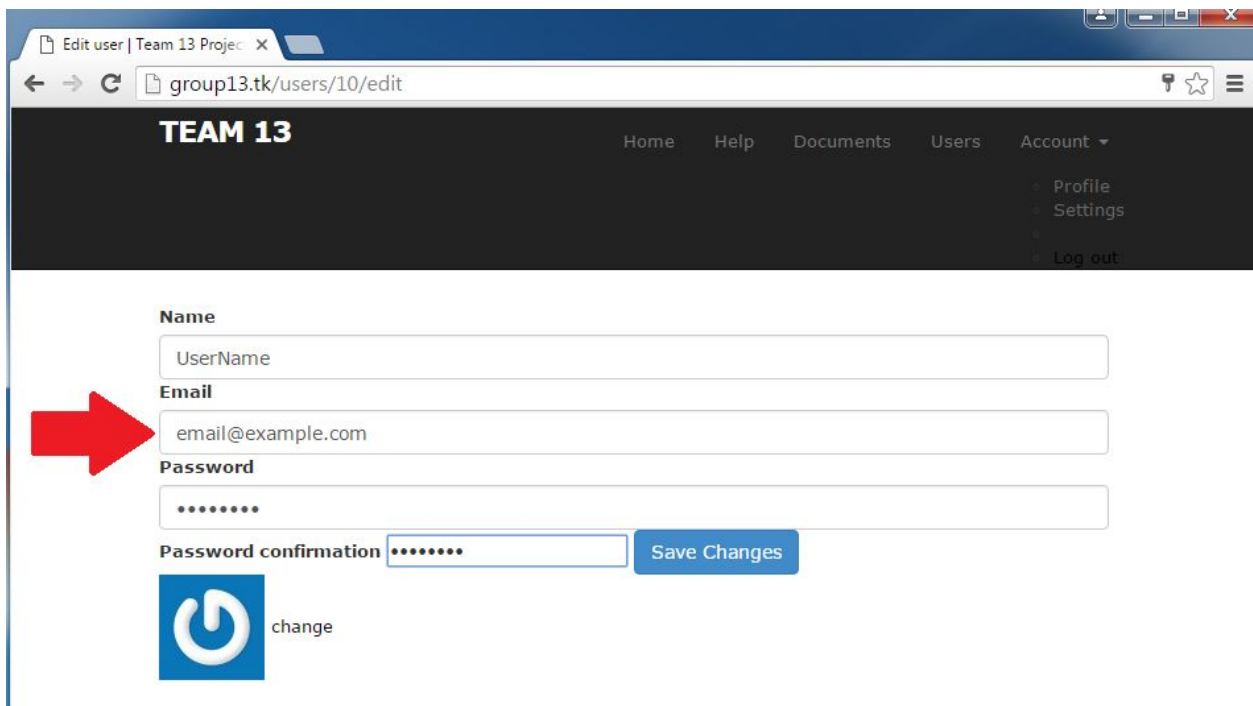 Edit user | Team 13 Projec
group13.tk/users/10/edit
TEAM 13
Home Help Documents Users Account
Profile
Settings
Log out
Name
UserName
Email
email@example.com
Password
••••••••
Password confirmation •••••••• Save Changes
change